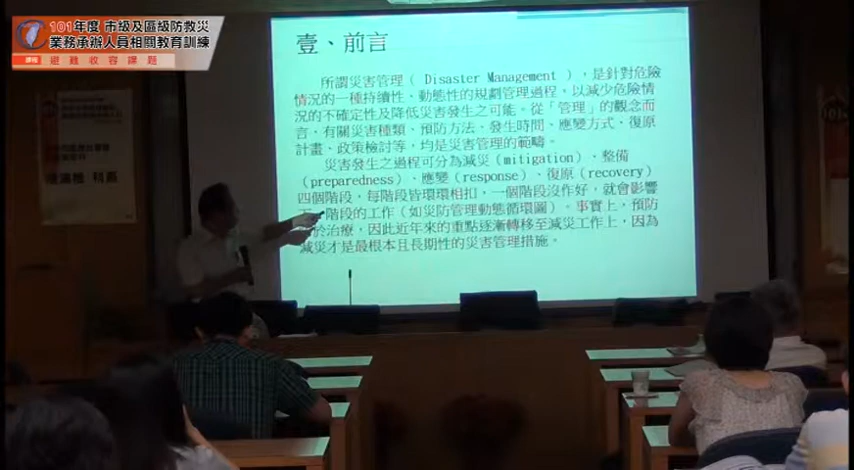 101年度 市級及區級防救災
業務承辦人員相關教育訓練
課程 避難收容課題
壹、前言
所謂災害管理（ Disaster Management ），是針對危險
情況的一種持續性、動態性的規劃管理過程，以減少危險情
況的不確定性及降低災害發生之可能。從「管理」的觀念而
言，有關災害種類、預防方法、發生時間、應變方式、復原
計畫、政策檢討等，均是災害管理的範疇。
災害發生之過程可分為減災（mitigation）、整備
（preparedness）、應變（response）、復原（recovery）
四個階段，每階段皆環環相扣，一個階段沒作好，就會影響
一階段的工作（如災防管理動態循環圖）。事實上，預防
於治療，因此近年來的重點逐漸轉移至減災工作上，因為
減災才是最根本且長期性的災害管理措施。